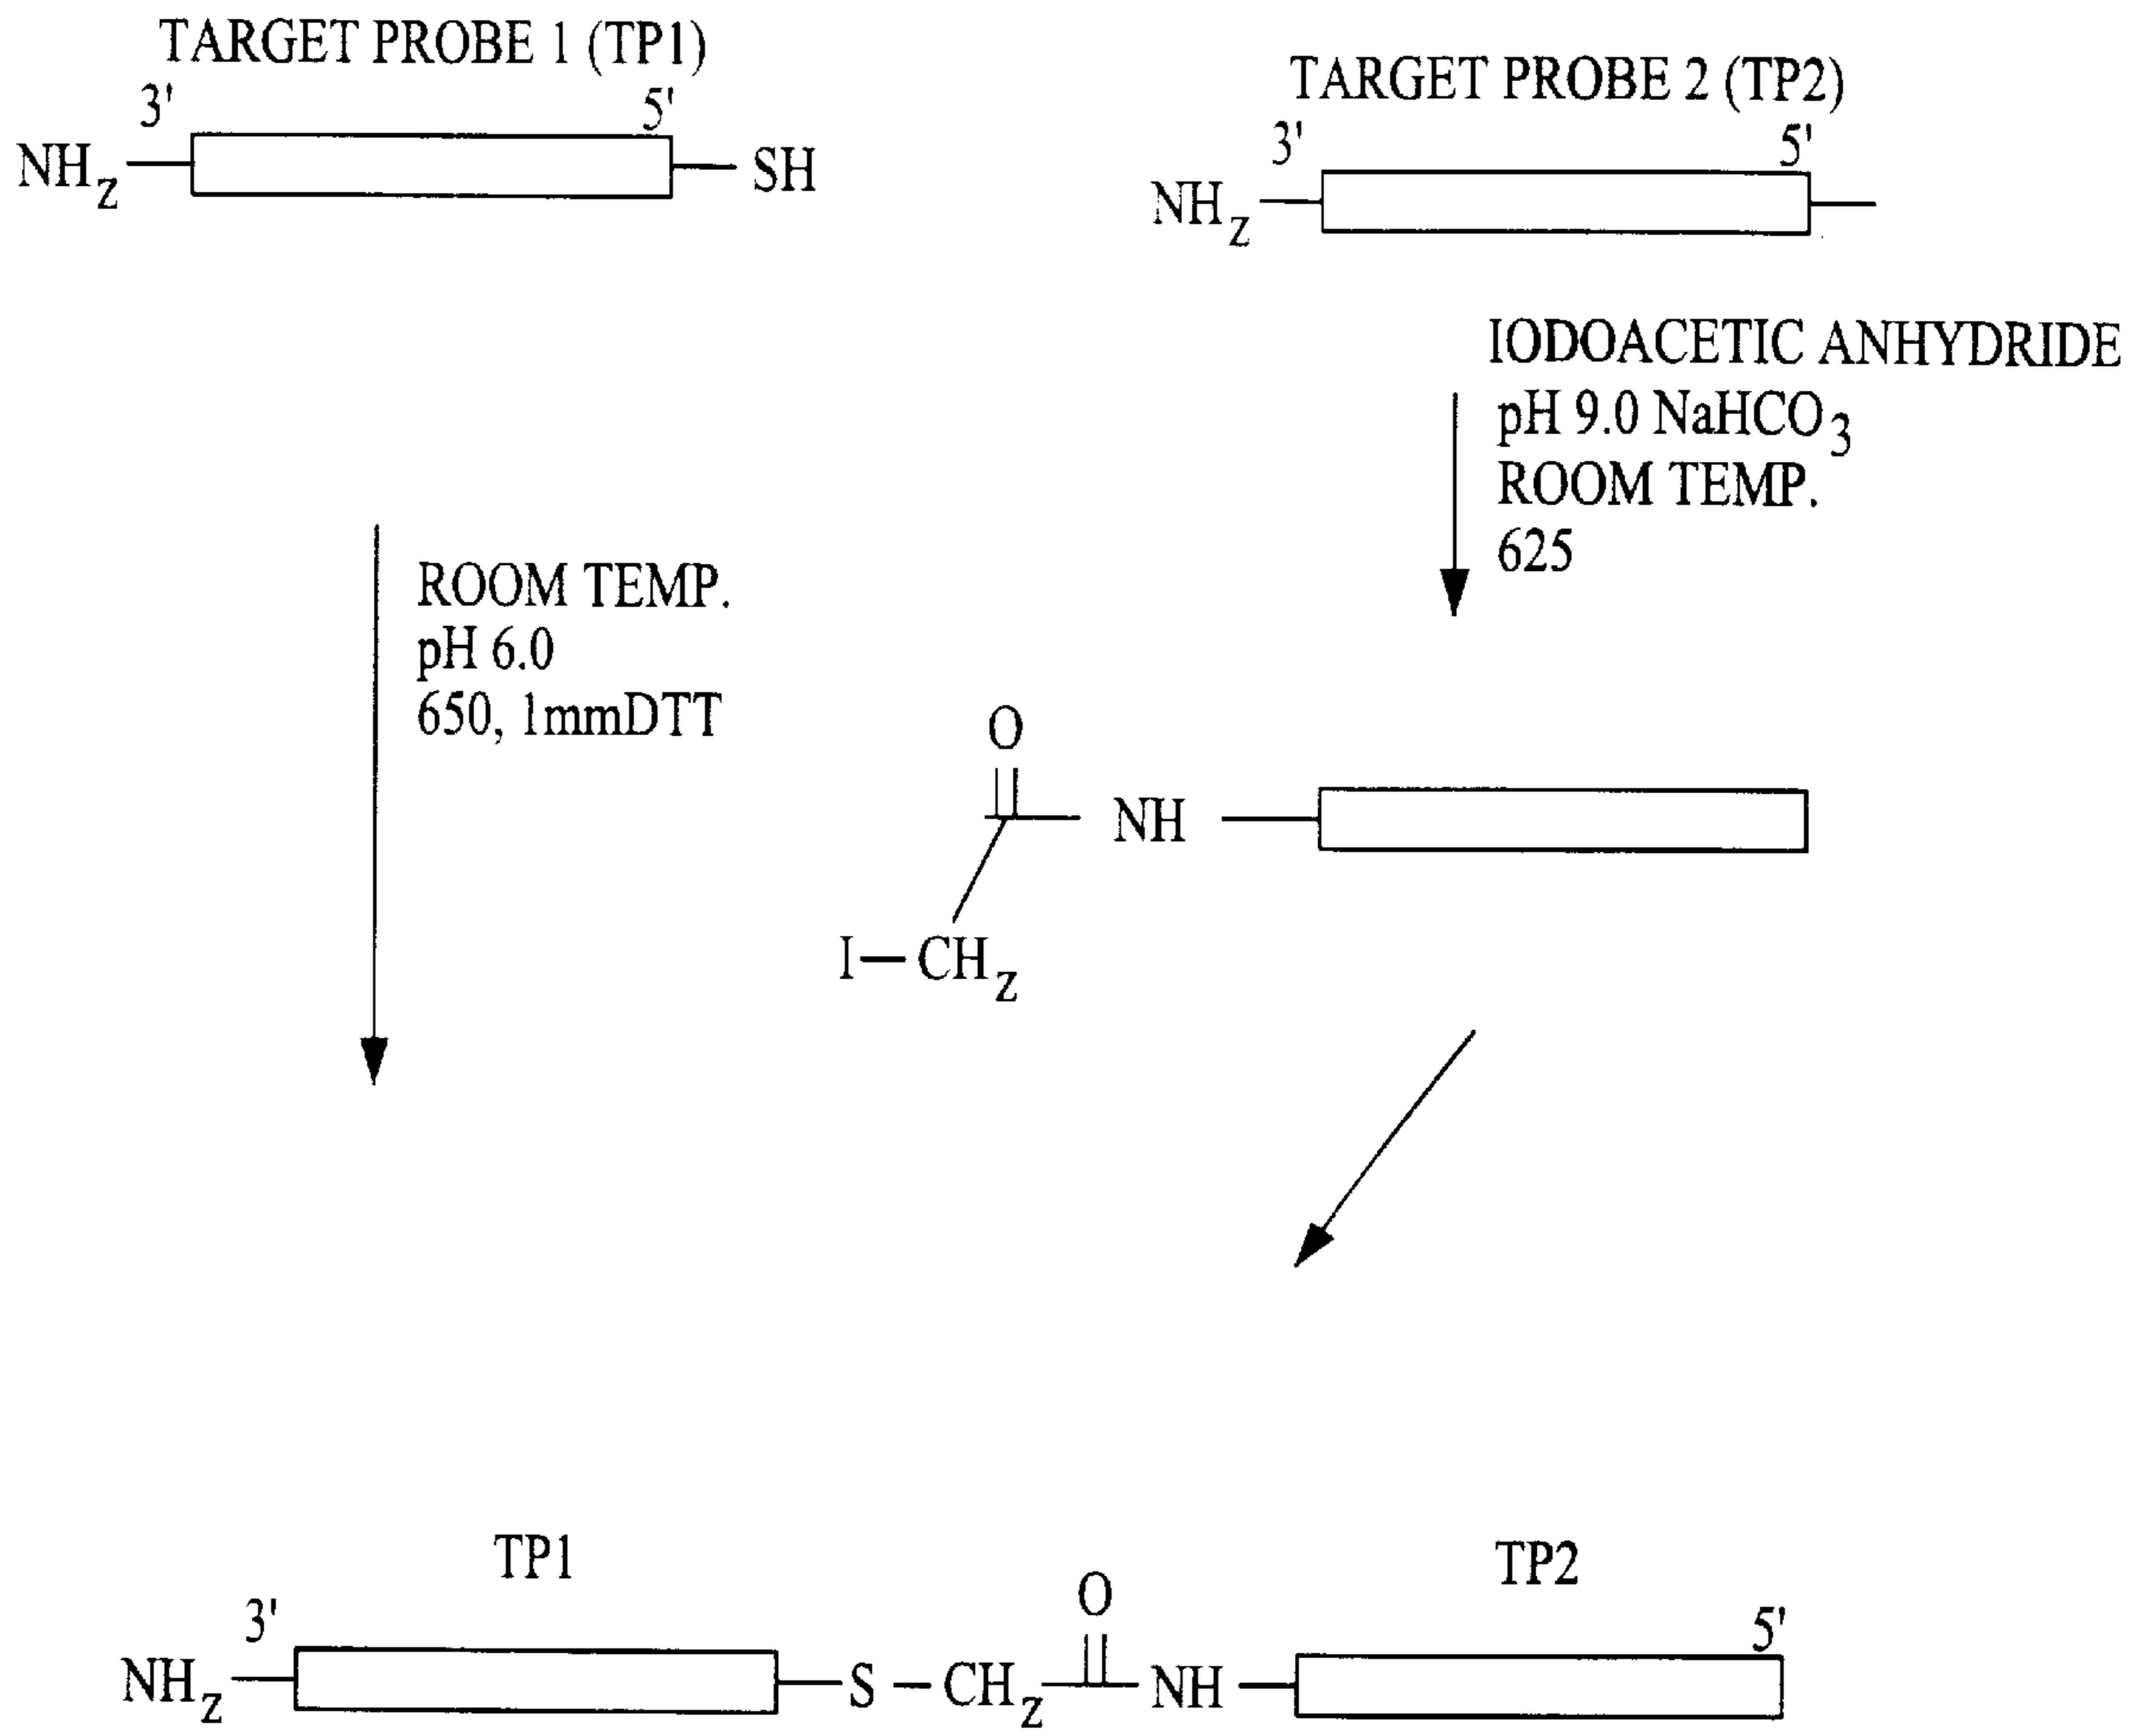 TARGET PROBE 1 (TP1)
3' 5'
NHz SH
TARGET PROBE 2 (TP2)
3' 5'
NHz
IODOACETIC ANHYDRIDE
pH 9.0 NaHCO3
ROOM TEMP.
625
ROOM TEMP.
pH 6.0
650, 1mmDTT
O
NH
I—CHz
TP1 TP2
3' O 5'
NHz S – CHz NH